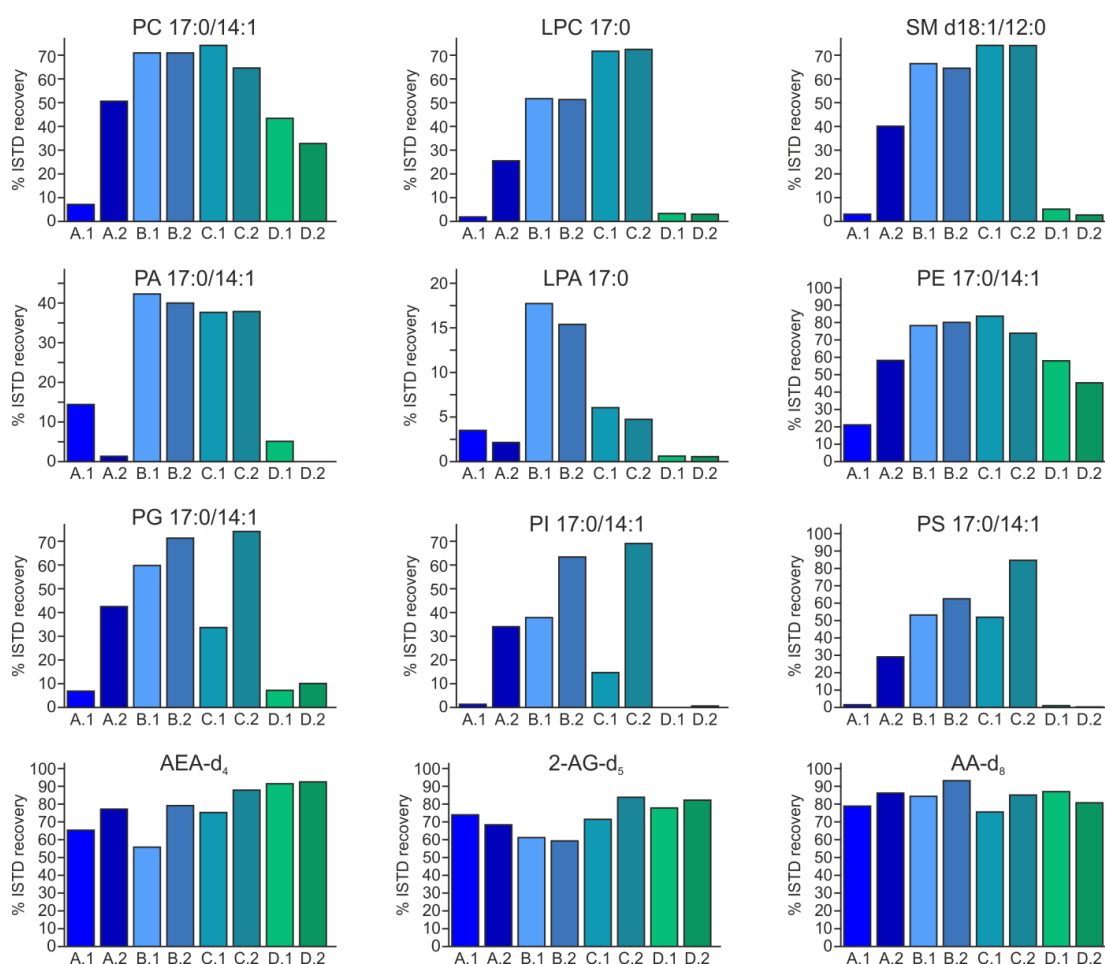 PC 17:0/14:1
LPC 17:0
SM d18:1/12:0
% ISTD recovery
70
60
50
40
30
20
10
0
A.1 A.2 B.1 B.2 C.1 C.2 D.1 D.2
% ISTD recovery
70
60
50
40
30
20
10
0
A.1 A.2 B.1 B.2 C.1 C.2 D.1 D.2
% ISTD recovery
70
60
50
40
30
20
10
0
A.1 A.2 B.1 B.2 C.1 C.2 D.1 D.2
PA 17:0/14:1
LPA 17:0
PE 17:0/14:1
% ISTD recovery
40
30
20
10
0
A.1 A.2 B.1 B.2 C.1 C.2 D.1 D.2
% ISTD recovery
20
15
10
5
0
A.1 A.2 B.1 B.2 C.1 C.2 D.1 D.2
% ISTD recovery
100
90
80
70
60
50
40
30
20
10
0
A.1 A.2 B.1 B.2 C.1 C.2 D.1 D.2
PG 17:0/14:1
PI 17:0/14:1
PS 17:0/14:1
% ISTD recovery
70
60
50
40
30
20
10
0
A.1 A.2 B.1 B.2 C.1 C.2 D.1 D.2
% ISTD recovery
70
60
50
40
30
20
10
0
A.1 A.2 B.1 B.2 C.1 C.2 D.1 D.2
% ISTD recovery
100
90
80
70
60
50
40
30
20
10
0
A.1 A.2 B.1 B.2 C.1 C.2 D.1 D.2
AEA-d₄
2-AG-d₅
AA-d₈
% ISTD recovery
100
90
80
70
60
50
40
30
20
10
0
A.1 A.2 B.1 B.2 C.1 C.2 D.1 D.2
% ISTD recovery
100
90
80
70
60
50
40
30
20
10
0
A.1 A.2 B.1 B.2 C.1 C.2 D.1 D.2
% ISTD recovery
100
90
80
70
60
50
40
30
20
10
0
A.1 A.2 B.1 B.2 C.1 C.2 D.1 D.2